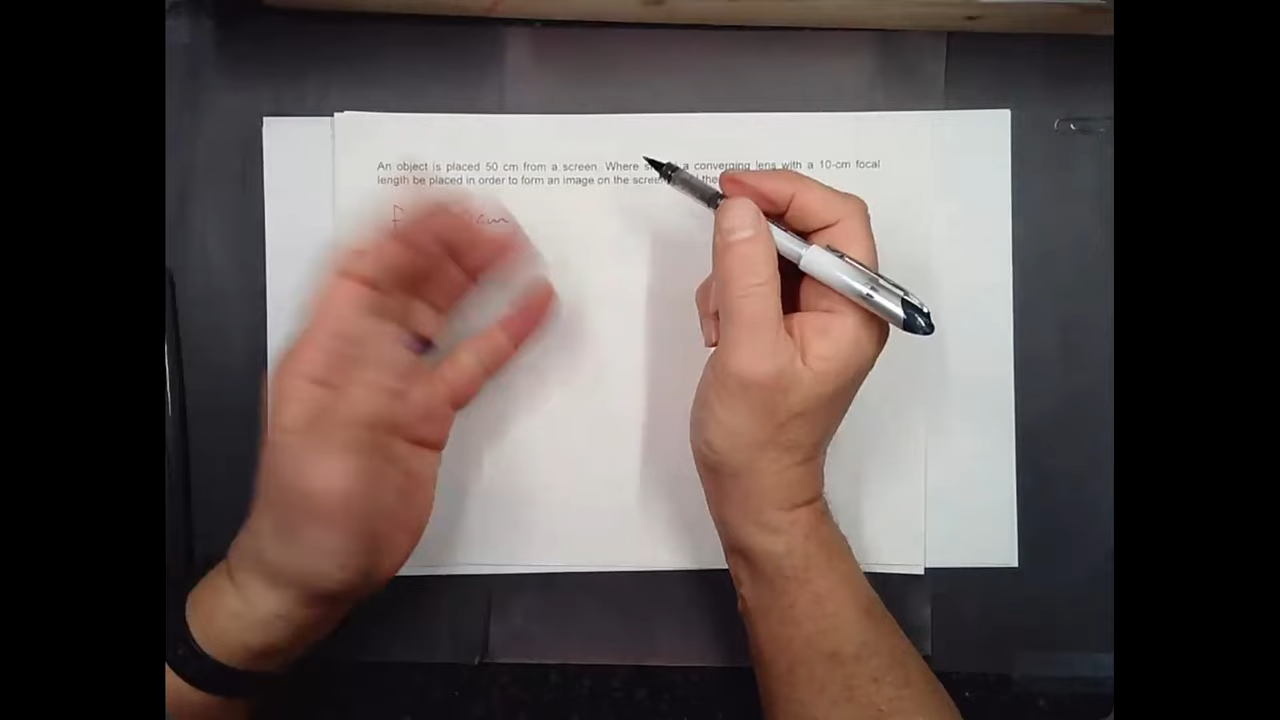 An object is placed 50 cm from a screen. Where a converging lens with a 10-cm focal
length be placed in order to form an image on the screen
f cm